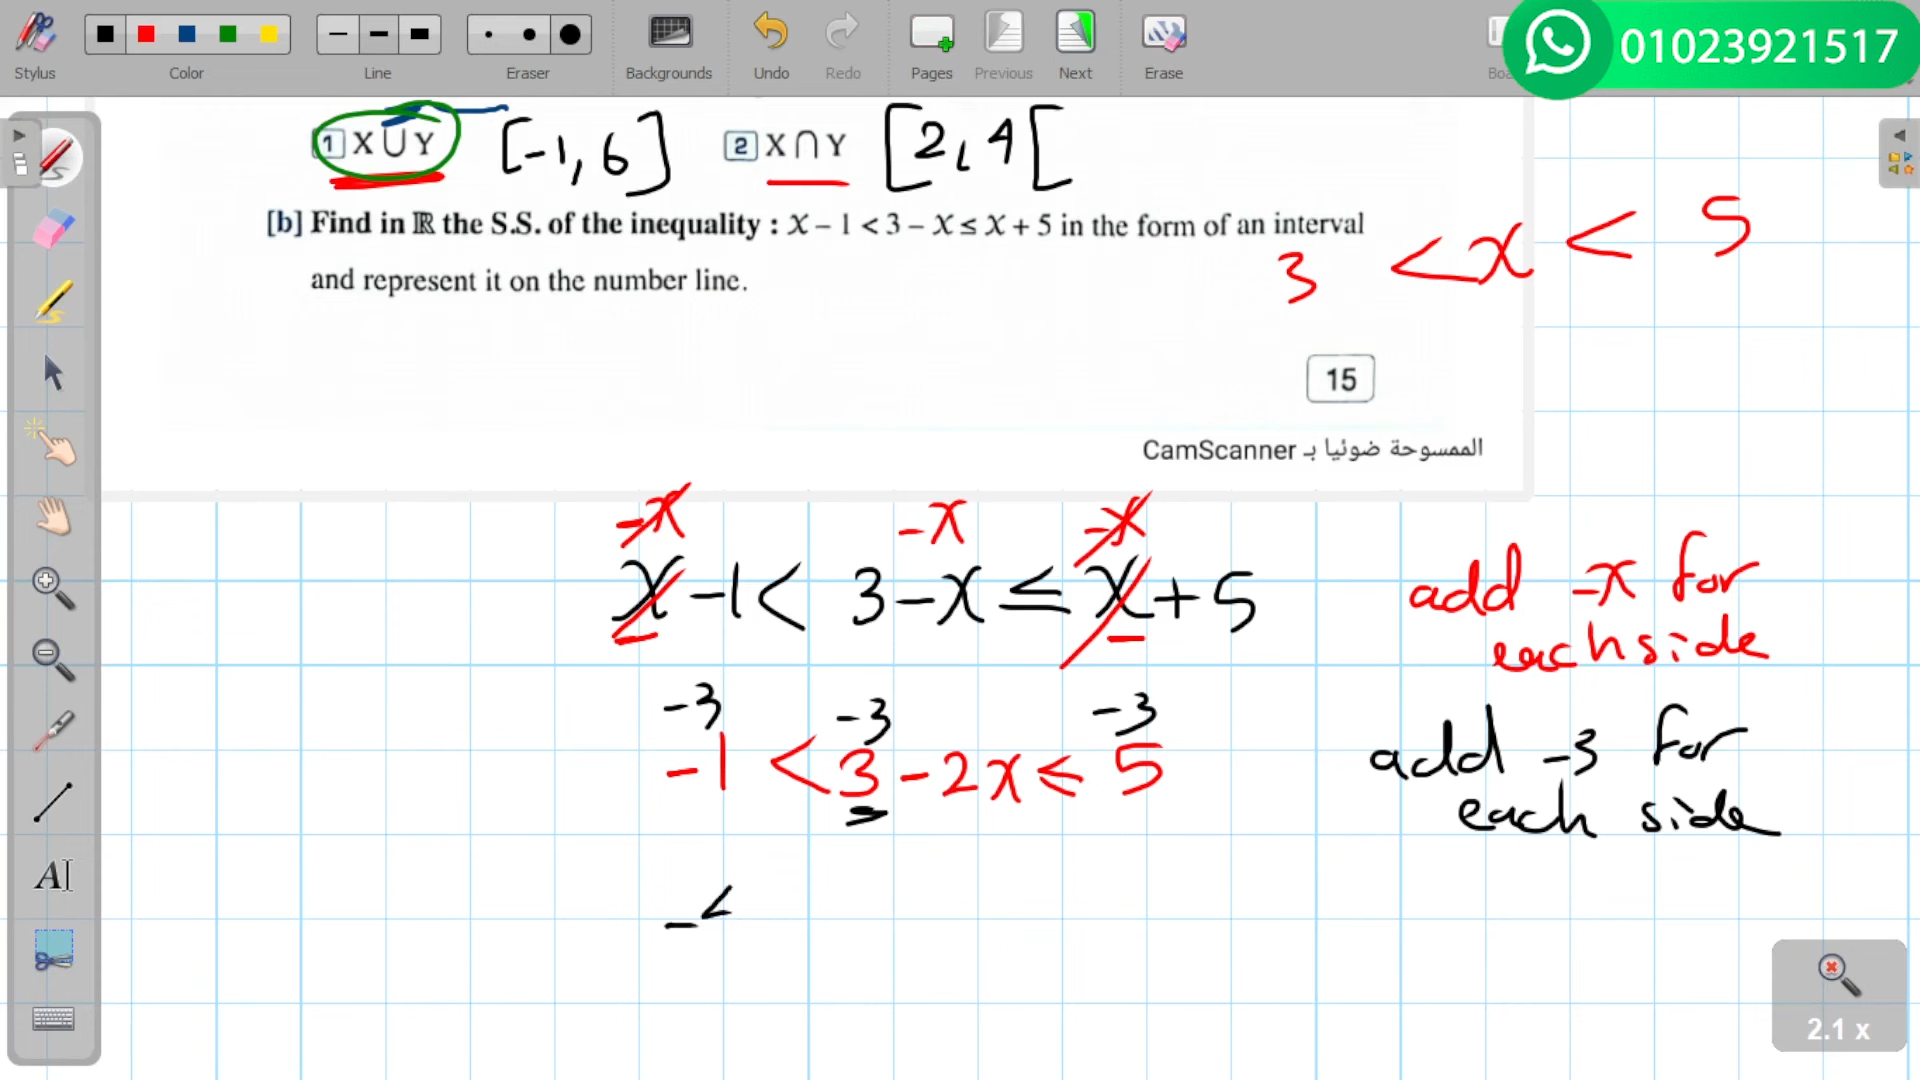 Stylus Color Line Eraser Backgrounds Undo Redo Pages Previous Next Erase
01023921517
1 X ∪ Y [-1, 6] 2 X ∩ Y [2, 4[
[b] Find in ℝ the S.S. of the inequality : X − 1 < 3 − X ≤ X + 5 in the form of an interval
and represent it on the number line.
3 < x < 5
15
الممسوحة ضوئيا بـ CamScanner
-x -x -x
x -1 < 3 - x ≤ x + 5
add -x for
each side
-3 -3 -3
-1 < 3 - 2x ≤ 5
add -3 for
each side
2.1 x